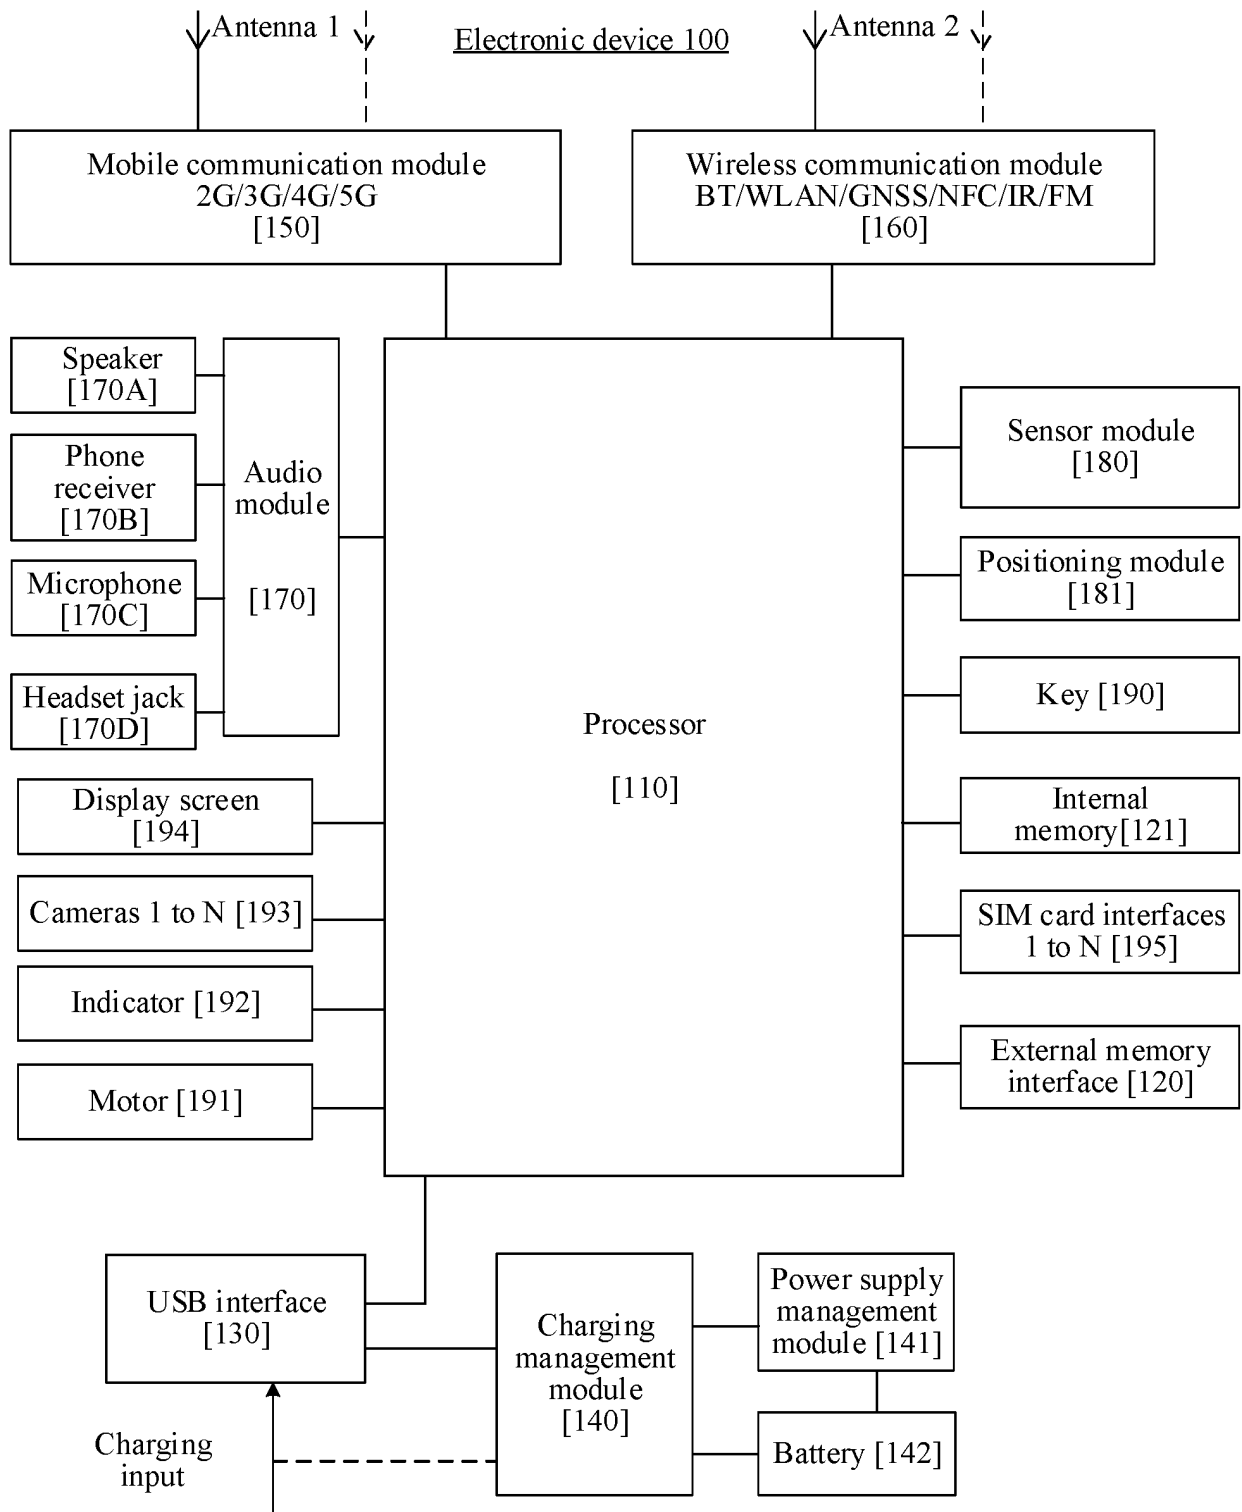 Antenna 1
Electronic device 100
Antenna 2
Mobile communication module
2G/3G/4G/5G
[150]
Wireless communication module
BT/WLAN/GNSS/NFC/IR/FM
[160]
Speaker
[170A]
Phone
receiver
[170B]
Microphone
[170C]
Headset jack
[170D]
Audio
module
[170]
Display screen
[194]
Cameras 1 to N [193]
Indicator [192]
Motor [191]
Processor
[110]
Sensor module
[180]
Positioning module
[181]
Key [190]
Internal
memory[121]
SIM card interfaces
1 to N [195]
External memory
interface [120]
USB interface
[130]
Charging
input
Charging
management
module
[140]
Power supply
management
module [141]
Battery [142]